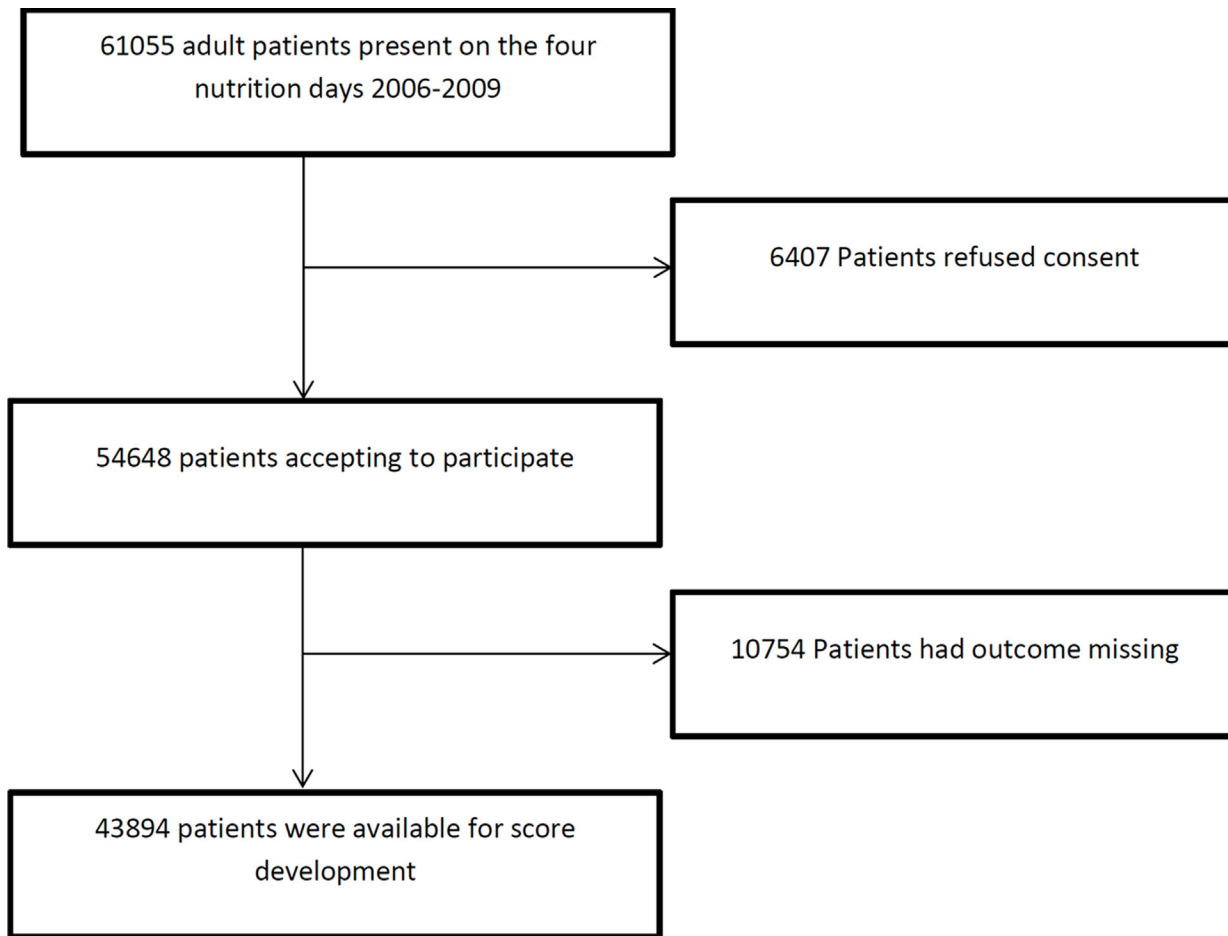 61055 adult patients present on the four
nutrition days 2006-2009
6407 Patients refused consent
54648 patients accepting to participate
10754 Patients had outcome missing
43894 patients were available for score
development